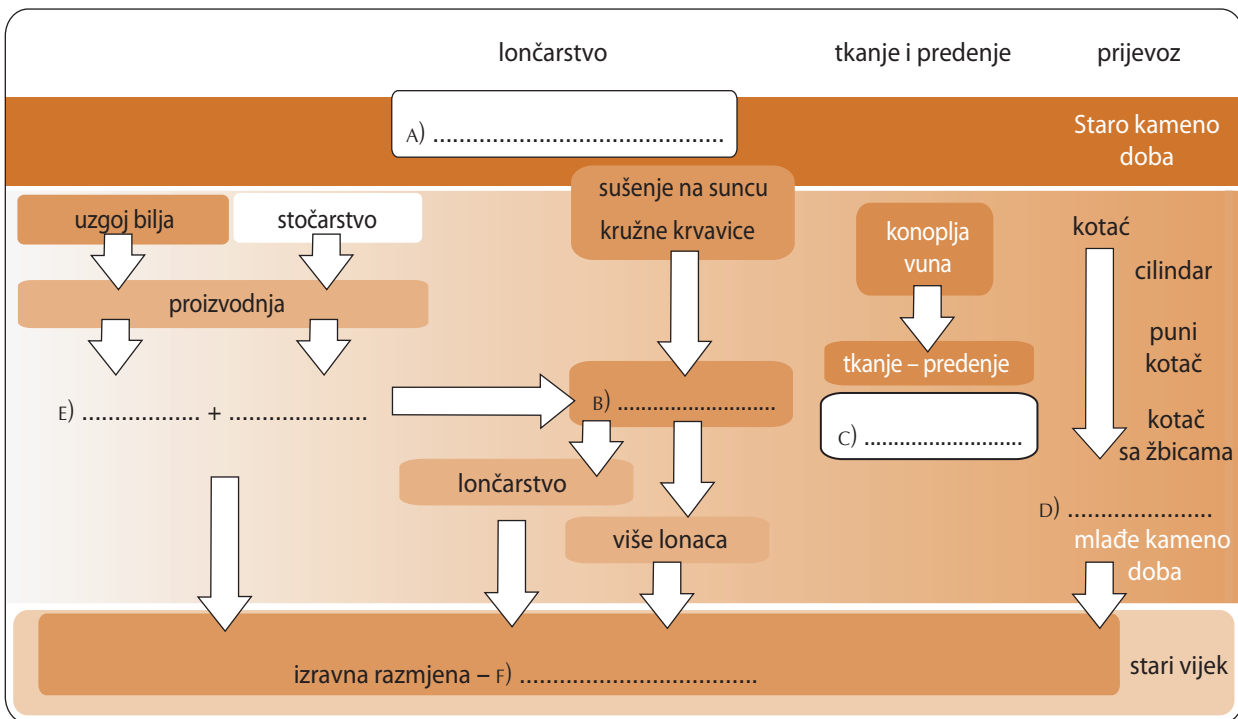 lončarstvo
tkanje i predenje
prijevoz
A) ..........................................
Staro kameno
doba
uzgoj bilja
stočarstvo
sušenje na suncu
kružne krvavice
konoplja
vuna
kotać
cilindar
proizvodnja
puni
kotač
tkanje – predenje
E) .................. + .....................
B) ........................
C) ........................
kotač
sa žbicama
lončarstvo
D) ......................
više lonaca
mlađe kameno
doba
izravna razmjena – F) ....................................
stari vijek